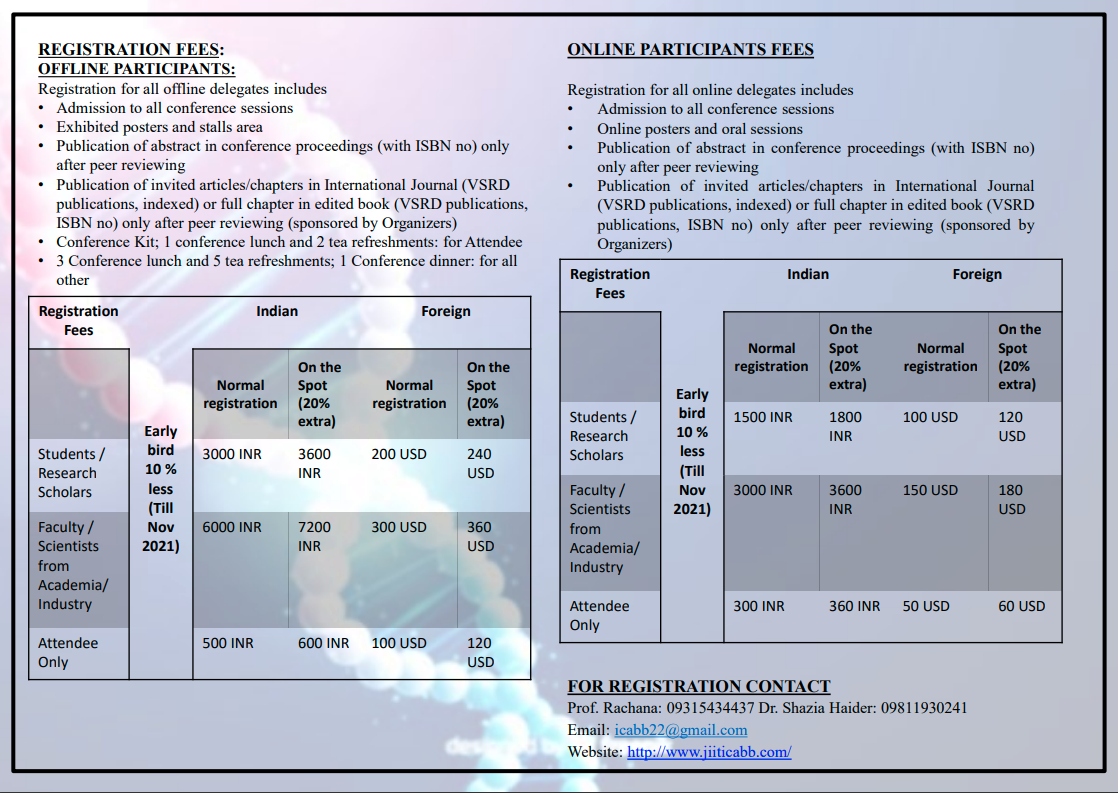 REGISTRATION FEES:
OFFLINE PARTICIPANTS:
Registration for all offline delegates includes
• Admission to all conference sessions
• Exhibited posters and stalls area
• Publication of abstract in conference proceedings (with ISBN no) only
after peer reviewing
• Publication of invited articles/chapters in International Journal (VSRD
publications, indexed) or full chapter in edited book (VSRD publications,
ISBN no) only after peer reviewing (sponsored by Organizers)
• Conference Kit; 1 conference lunch and 2 tea refreshments: for Attendee
• 3 Conference lunch and 5 tea refreshments; 1 Conference dinner: for all
other
Registration Indian Foreign
Fees
Normal registration
On the Spot (20% extra)
Normal registration
On the Spot (20% extra)
Early
bird
10 %
less
(Till
Nov
2021)
Students / 3000 INR 3600 200 USD 240
Research INR USD
Scholars
Faculty / 6000 INR 7200 300 USD 360
Scientists INR USD
from
Academia/
Industry
Attendee 500 INR 600 INR 100 USD 120
Only USD
ONLINE PARTICIPANTS FEES
Registration for all online delegates includes
• Admission to all conference sessions
• Online posters and oral sessions
• Publication of abstract in conference proceedings (with ISBN no)
only after peer reviewing
• Publication of invited articles/chapters in International Journal
(VSRD publications, indexed) or full chapter in edited book (VSRD
publications, ISBN no) only after peer reviewing (sponsored by
Organizers)
Registration Indian Foreign
Fees
Normal registration
On the Spot (20% extra)
Normal registration
On the Spot (20% extra)
Early
bird
10 %
less
(Till
Nov
2021)
Students / 1500 INR 1800 100 USD 120
Research INR USD
Scholars
Faculty / 3000 INR 3600 150 USD 180
Scientists INR USD
from
Academia/
Industry
Attendee 300 INR 360 INR 50 USD 60 USD
Only
FOR REGISTRATION CONTACT
Prof. Rachana: 09315434437 Dr. Shazia Haider: 09811930241
Email: icabb22@gmail.com
Website: http://www.jiiticabb.com/